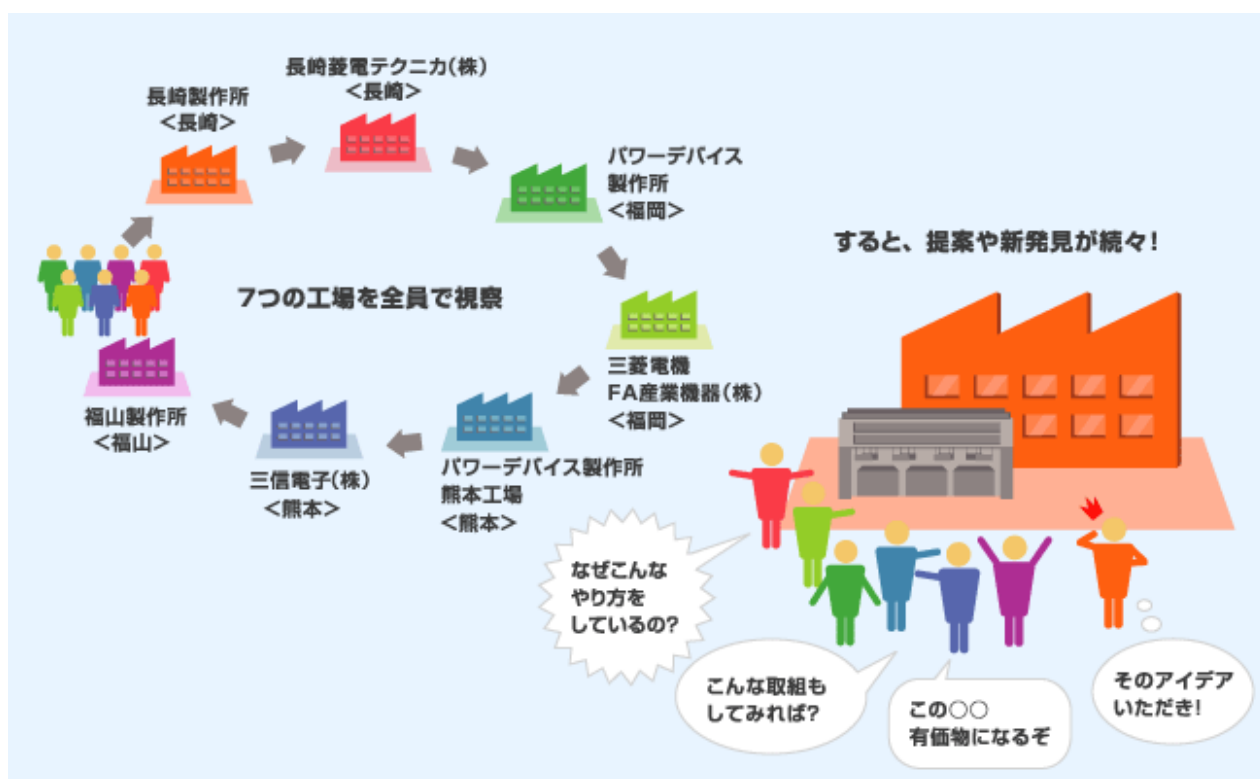 長崎製作所
＜長崎＞
長崎菱電テクニカ(株)
＜長崎＞
パワーデバイス
製作所
＜福岡＞
三菱電機
FA産業機器(株)
＜福岡＞
パワーデバイス製作所
熊本工場
＜熊本＞
三信電子(株)
＜熊本＞
福山製作所
＜福山＞
7つの工場を全員で視察
すると、提案や新発見が続々!
なぜこんな
やり方を
しているの?
こんな取組も
してみれば?
この○○
有価物になるぞ
そのアイデア
いただき!